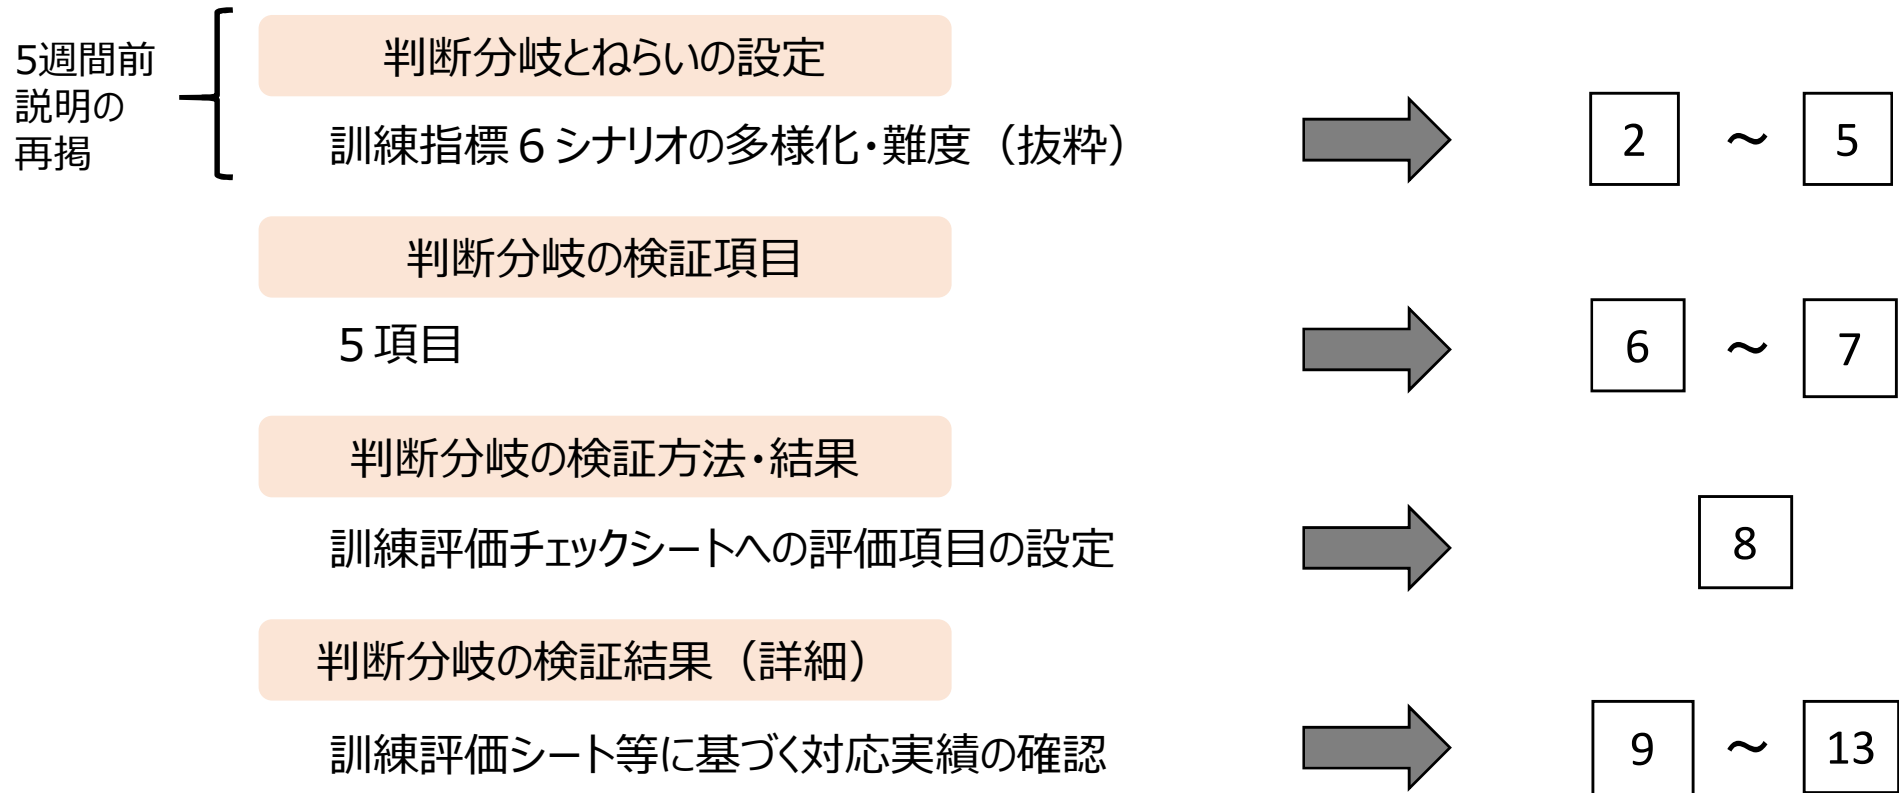 5週間前
説明の
再掲
判断分岐とねらいの設定
訓練指標6シナリオの多様化・難度（抜粋）
2 ～ 5
判断分岐の検証項目
5項目
6 ～ 7
判断分岐の検証方法・結果
訓練評価チェックシートへの評価項目の設定
8
判断分岐の検証結果（詳細）
訓練評価シート等に基づく対応実績の確認
9 ～ 13